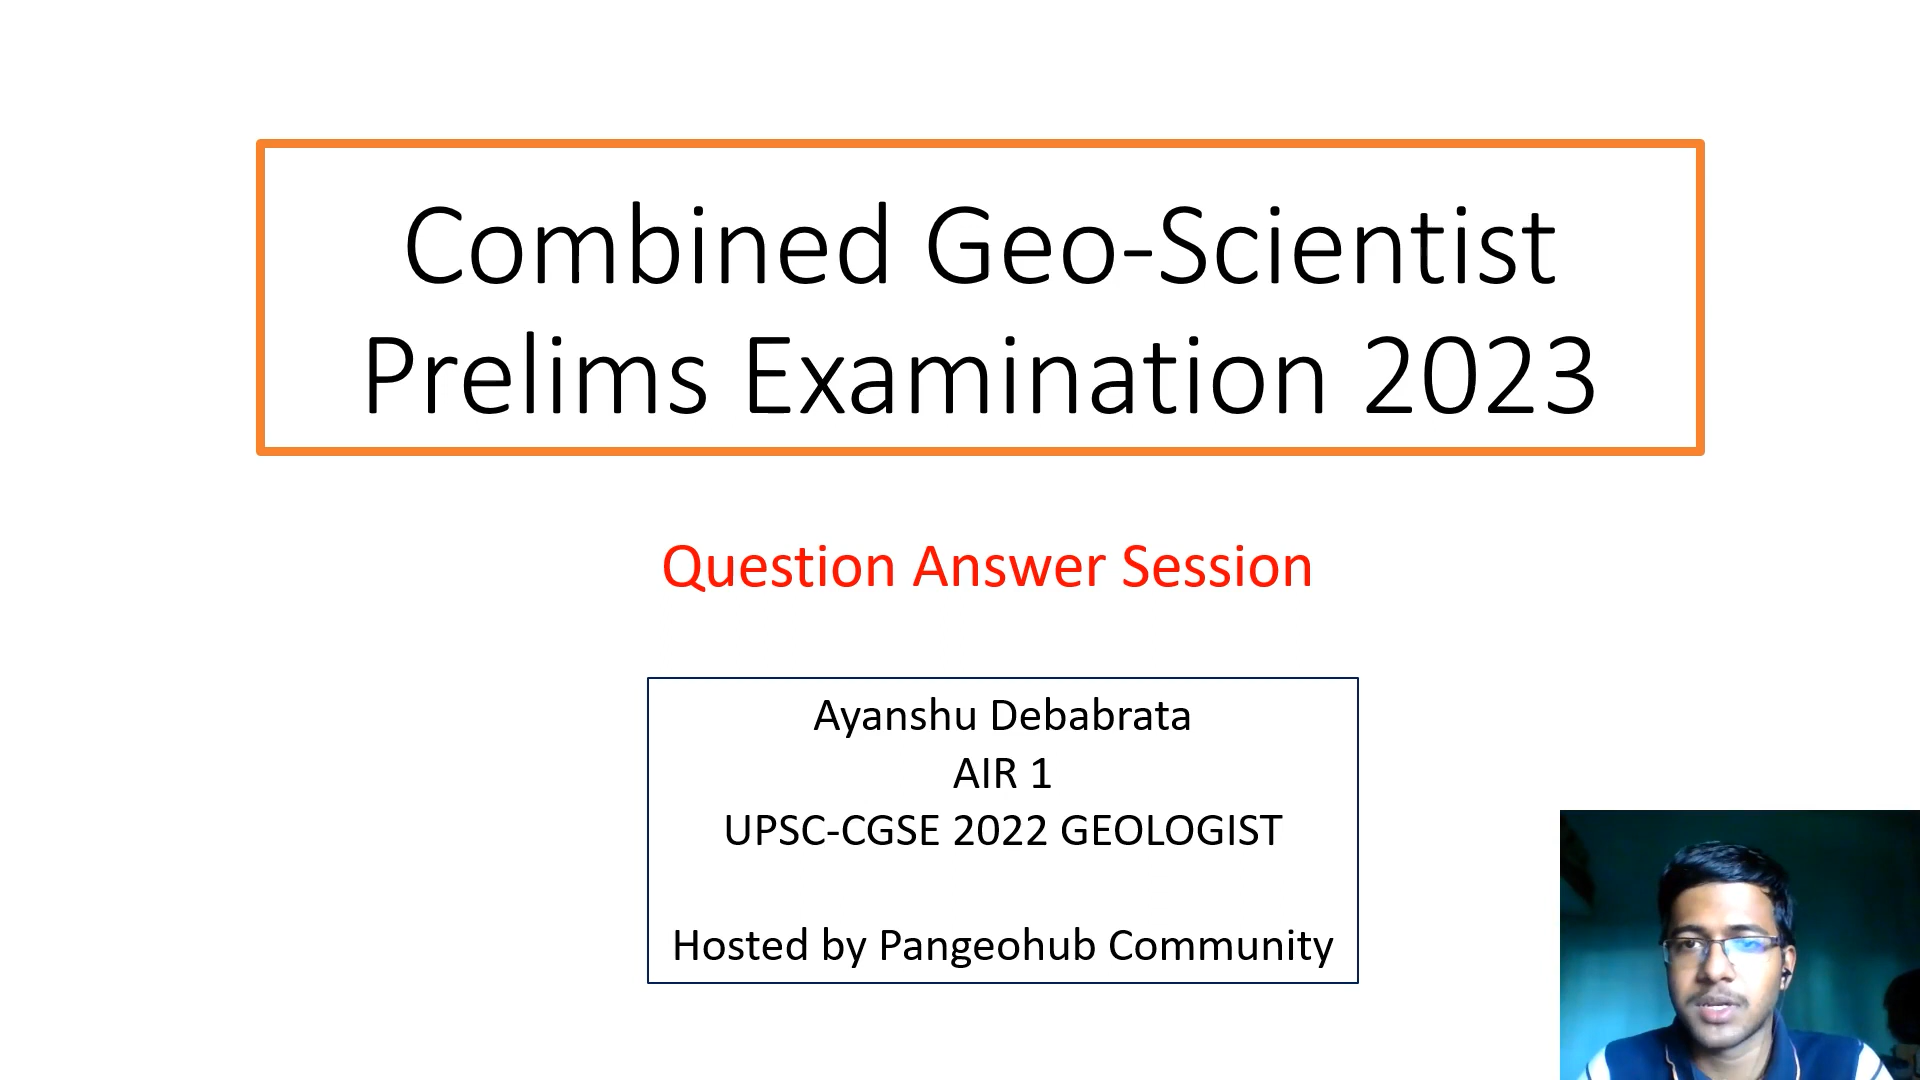 Combined Geo-Scientist
Prelims Examination 2023
Question Answer Session
Ayanshu Debabrata
AIR 1
UPSC-CGSE 2022 GEOLOGIST
Hosted by Pangeohub Community